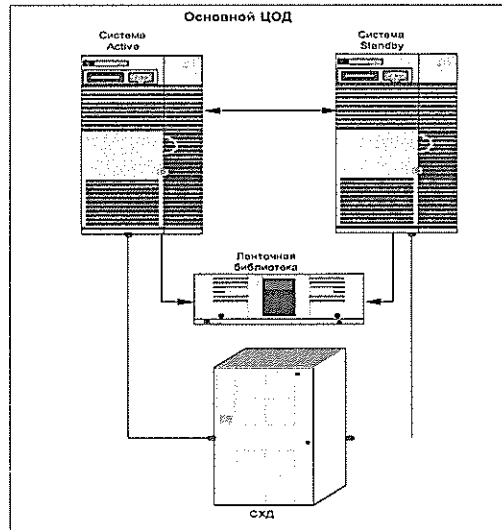 Основной ЦОД
Система
Active
Система
Standby
Ленточная
библиотека
СХД